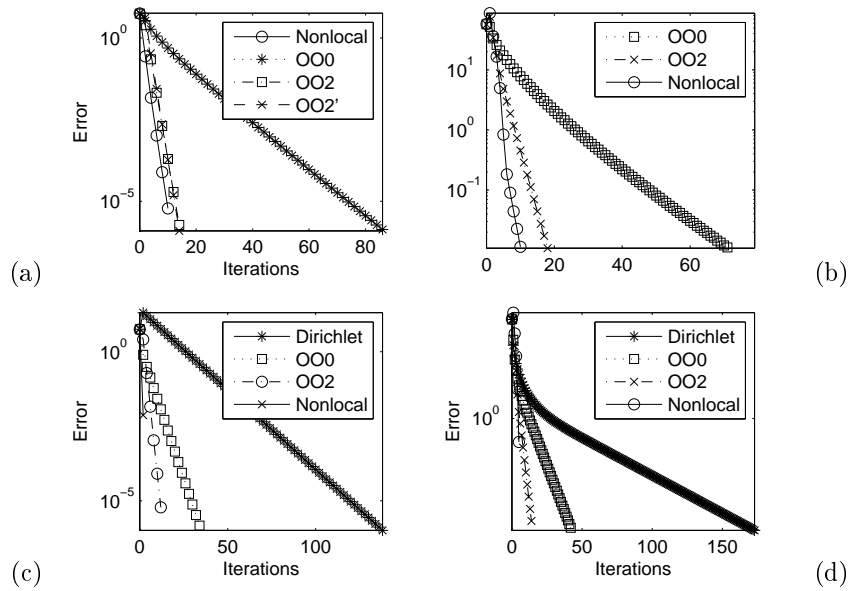 10^0
10^-5
Error
0
20
40
60
80
Iterations
Nonlocal
OO0
OO2
OO2'
(a)
10^1
10^0
10^-1
0
20
40
60
OO0
OO2
Nonlocal
(b)
10^0
10^-5
Error
0
50
100
Iterations
Dirichlet
OO0
OO2
Nonlocal
(c)
10^0
Error
0
50
100
150
Iterations
Dirichlet
OO0
OO2
Nonlocal
(d)